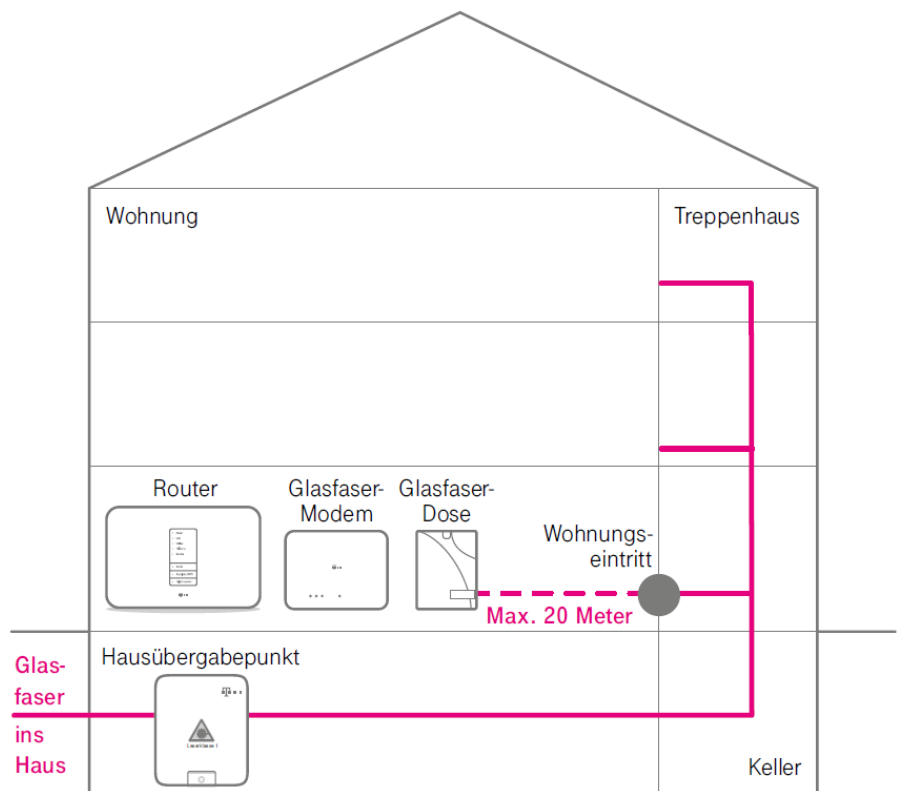 Wohnung
Treppenhaus
Router
Glasfaser-
Modem
Glasfaser-
Dose
Wohnungs-
eintritt
Max. 20 Meter
Hausübergabepunkt
Glas-
faser
ins
Haus
Keller